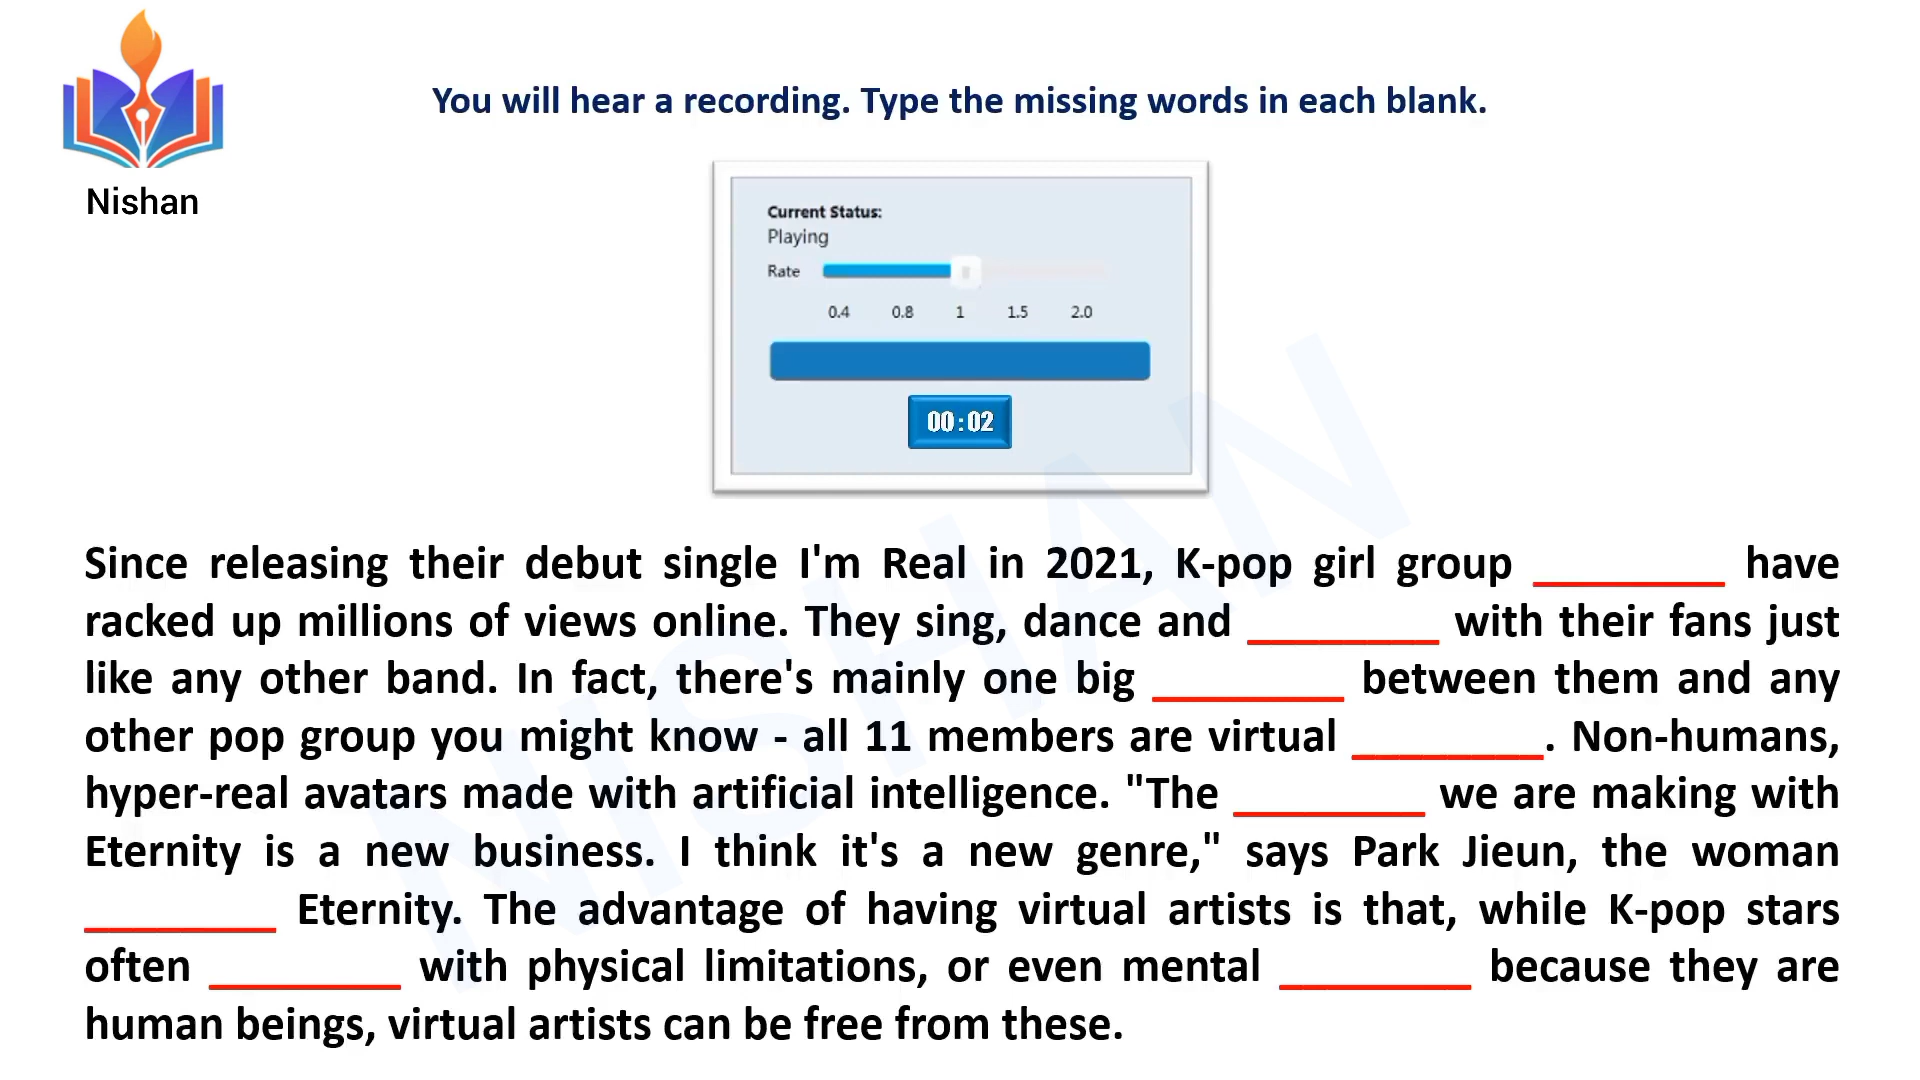 Nishan
You will hear a recording. Type the missing words in each blank.
Current Status:
Playing
Rate
0.4 0.8 1 1.5 2.0
00:02
Since releasing their debut single I'm Real in 2021, K-pop girl group ________ have
racked up millions of views online. They sing, dance and ________ with their fans just
like any other band. In fact, there's mainly one big ________ between them and any
other pop group you might know - all 11 members are virtual ________. Non-humans,
hyper-real avatars made with artificial intelligence. "The ________ we are making with
Eternity is a new business. I think it's a new genre," says Park Jieun, the woman
________ Eternity. The advantage of having virtual artists is that, while K-pop stars
often ________ with physical limitations, or even mental ________ because they are
human beings, virtual artists can be free from these.
NISHAN